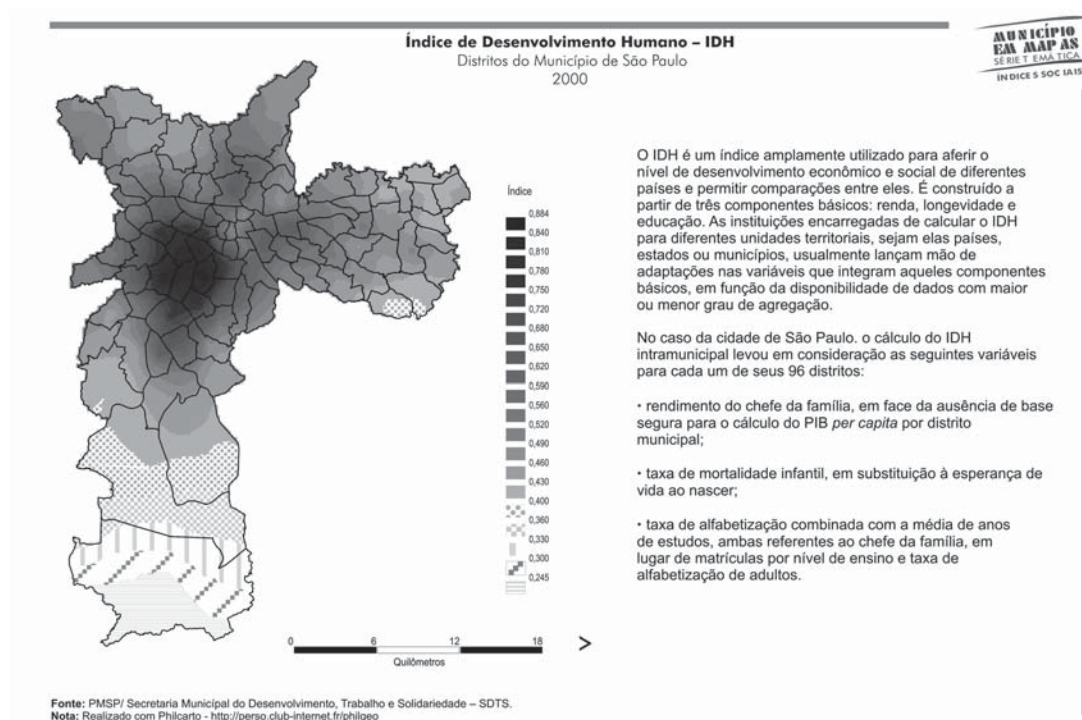 Índice de Desenvolvimento Humano – IDH
Distritos do Município de São Paulo
2000
MUNICÍPIO
EM MAPAS
SÉRIE TEMÁTICA
ÍNDICES SOCIAIS
O IDH é um índice amplamente utilizado para aferir o
nível de desenvolvimento econômico e social de diferentes
países e permitir comparações entre eles. É construído a
partir de três componentes básicos: renda, longevidade e
educação. As instituições encarregadas de calcular o IDH
para diferentes unidades territoriais, sejam elas países,
estados ou municípios, usualmente lançam mão de
adaptações nas variáveis que integram aqueles componentes
básicos, em função da disponibilidade de dados com maior
ou menor grau de agregação.
No caso da cidade de São Paulo. o cálculo do IDH
intramunicipal levou em consideração as seguintes variáveis
para cada um de seus 96 distritos:
• rendimento do chefe da família, em face da ausência de base
segura para o cálculo do PIB per capita por distrito
municipal;
• taxa de mortalidade infantil, em substituição à esperança de
vida ao nascer;
• taxa de alfabetização combinada com a média de anos
de estudos, ambas referentes ao chefe da família, em
lugar de matrículas por nível de ensino e taxa de
alfabetização de adultos.
Índice
0,884
0,840
0,810
0,780
0,750
0,720
0,680
0,650
0,620
0,590
0,560
0,520
0,490
0,460
0,430
0,400
0,360
0,330
0,300
0,245
0 6 12 18
Quilômetros
>
Fonte: PMSP/ Secretaria Municípal do Desenvolvimento, Trabalho e Solidariedade – SDTS.
Nota: Realizado com Philcarto - http://perso.club-internet.fr/philgeo